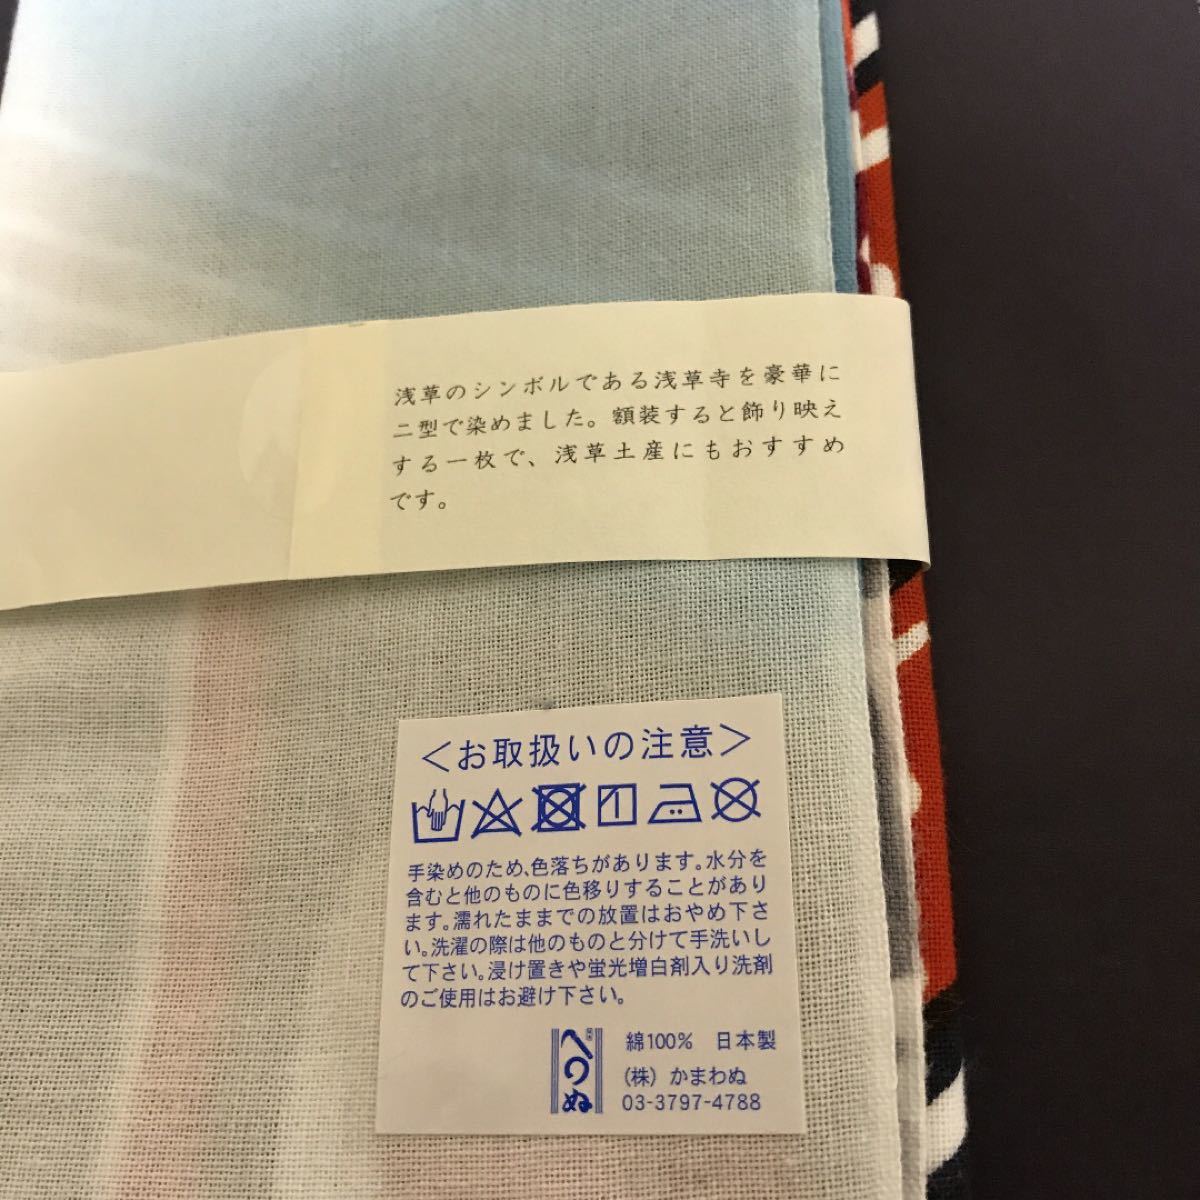 浅草のシンボルである浅草寺を豪華に
二型で染めました。額装すると飾り映え
する一枚で、浅草土産にもおすすめ
です。
＜お取扱いの注意＞
手染めのため、色落ちがあります。水分を
含むと他のものに色移りすることがあり
ます。濡れたままでの放置はおやめ下さ
い。洗濯の際は他のものと分けて手洗いし
て下さい。浸け置きや蛍光増白剤入り洗剤
のご使用はお避け下さい。
綿100%　日本製
（株）かまわぬ
03-3797-4788